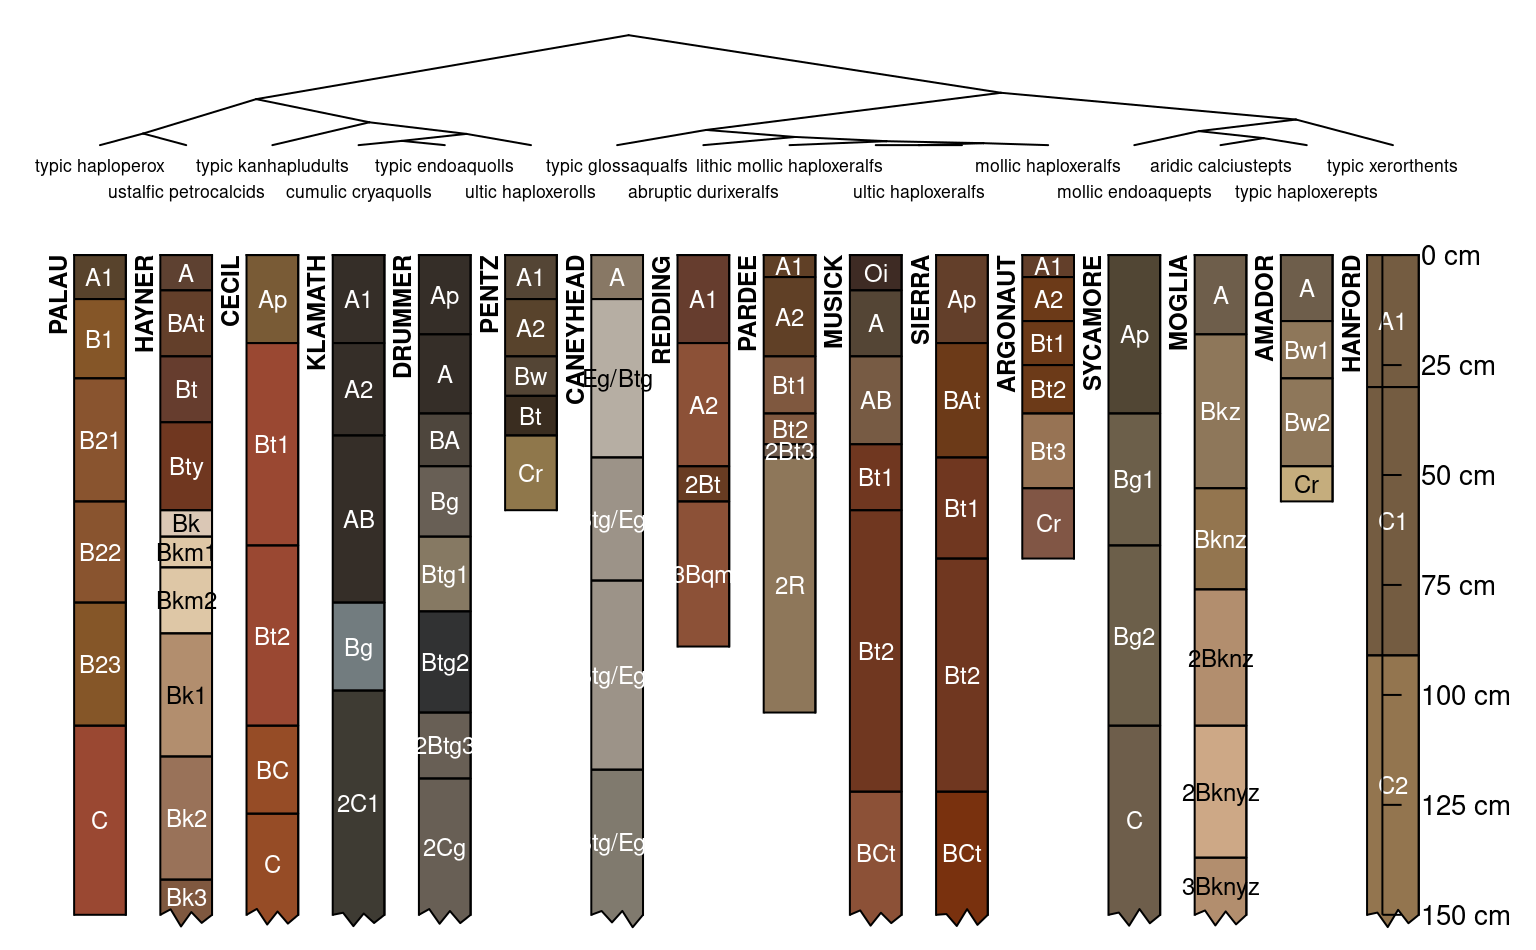 typic haploperox typic kanhapludults typic endoaquolls typic glossaqualfs lithic mollic haploxeralfs mollic haploxeralfs aridic calciustepts typic xerorthents
ustalfic petrocalcids cumulic cryaquolls ultic haploxerolls abruptic durixeralfs ultic haploxeralfs mollic endoaquepts typic haploxerepts
PALAU
A1
B1
B21
B22
B23
C
HAYNER
A
BAt
Bt
Bty
Bk
Bkm1
Bkm2
Bk1
Bk2
Bk3
CECIL
Ap
Bt1
Bt2
BC
C
KLAMATH
A1
A2
AB
Bg
2C1
DRUMMER
Ap
A
BA
Bg
Btg1
Btg2
2Btg3
2Cg
PENTZ
A1
A2
Bw
Bt
Cr
CANEYHEAD
A
Eg/Btg
tg/Eg
tg/Eg
tg/Eg
REDDING
A1
A2
2Bt
3Bqm
PARDEE
A1
A2
Bt1
Bt2
2Bt3
2R
MUSICK
Oi
A
AB
Bt1
Bt2
BCt
SIERRA
Ap
BAt
Bt1
Bt2
BCt
ARGONAUT
A1
A2
Bt1
Bt2
Bt3
Cr
SYCAMORE
Ap
Bg1
Bg2
C
MOGLIA
A
Bkz
Bknz
2Bknz
2Bknyz
3Bknyz
AMADOR
A
Bw1
Bw2
Cr
HANFORD
A1
C1
C2
0 cm
25 cm
50 cm
75 cm
100 cm
125 cm
150 cm